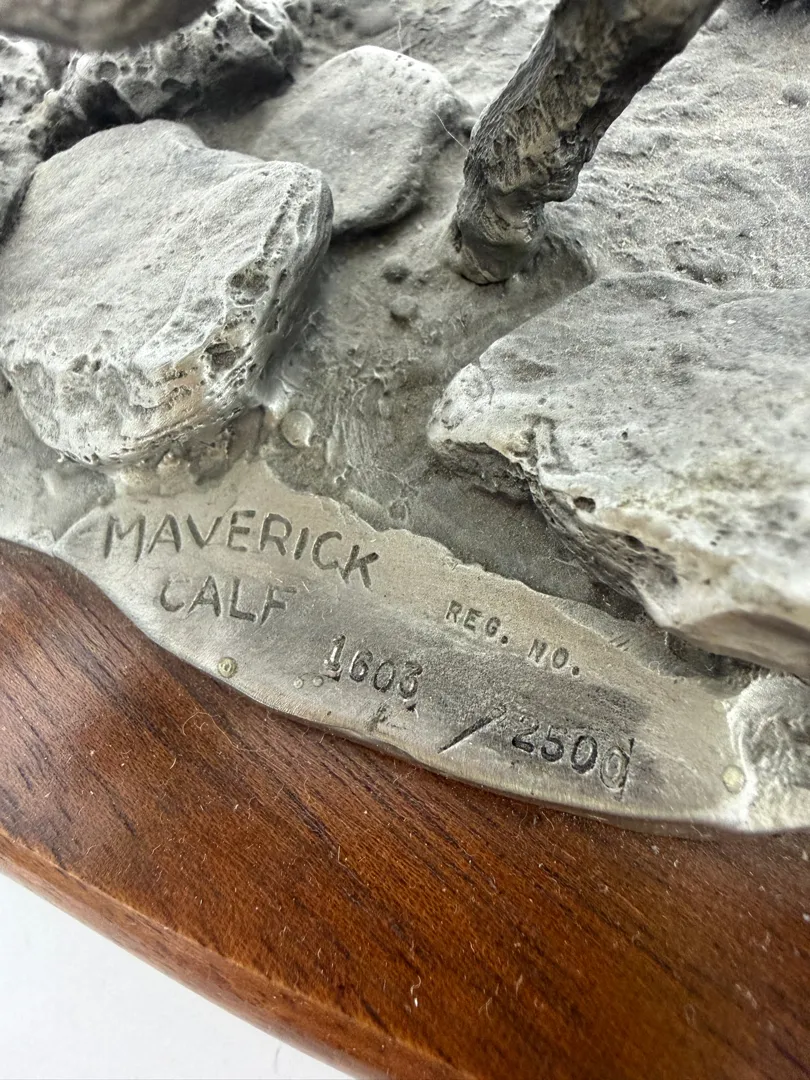 MAVERICK
CALF
REG. NO.
1603
/2500